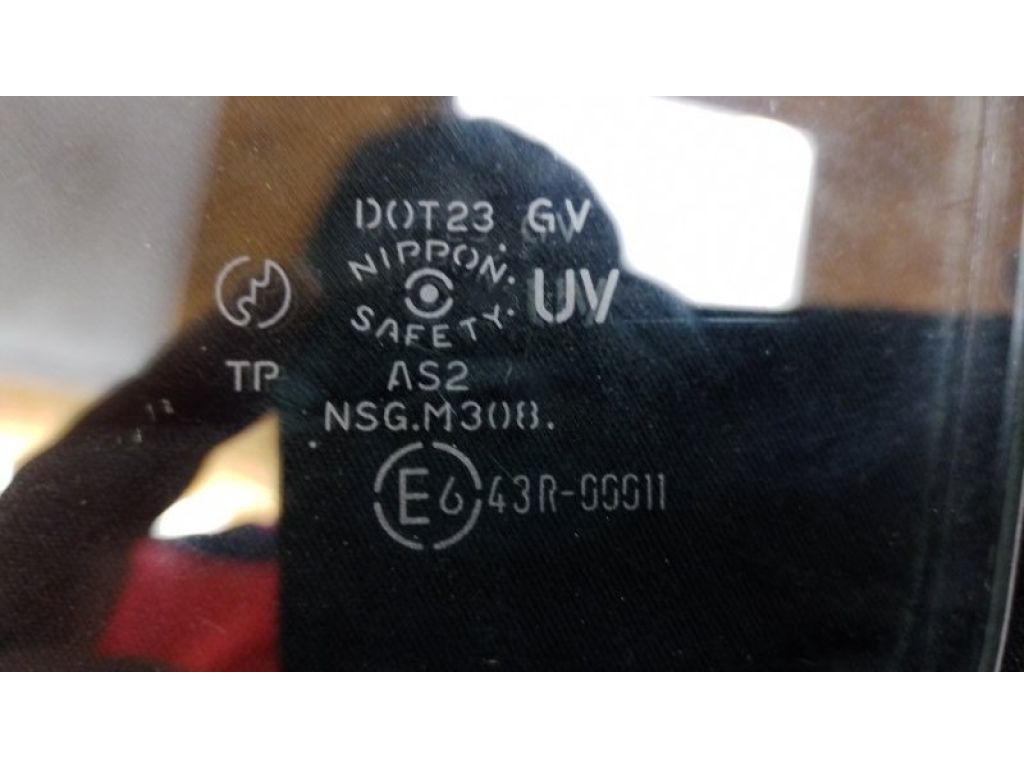 DOT23 GV
NIPPON.
UV
SAFETY.
TP AS2
NSG.M308.
E6 43R-00011